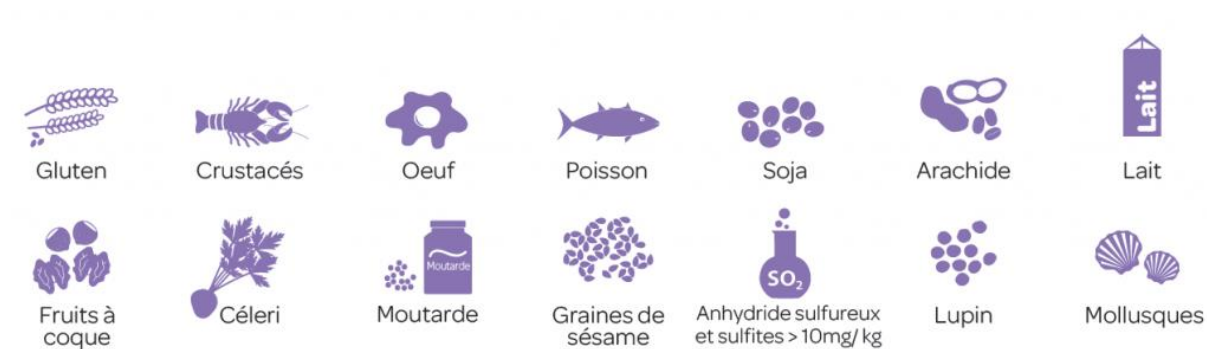 Lait
Gluten
Crustacés
Oeuf
Poisson
Soja
Arachide
Lait
Moutarde
SO₂
Fruits à
coque
Céleri
Moutarde
Graines de
sésame
Anhydride sulfureux
et sulfites > 10mg/ kg
Lupin
Mollusques